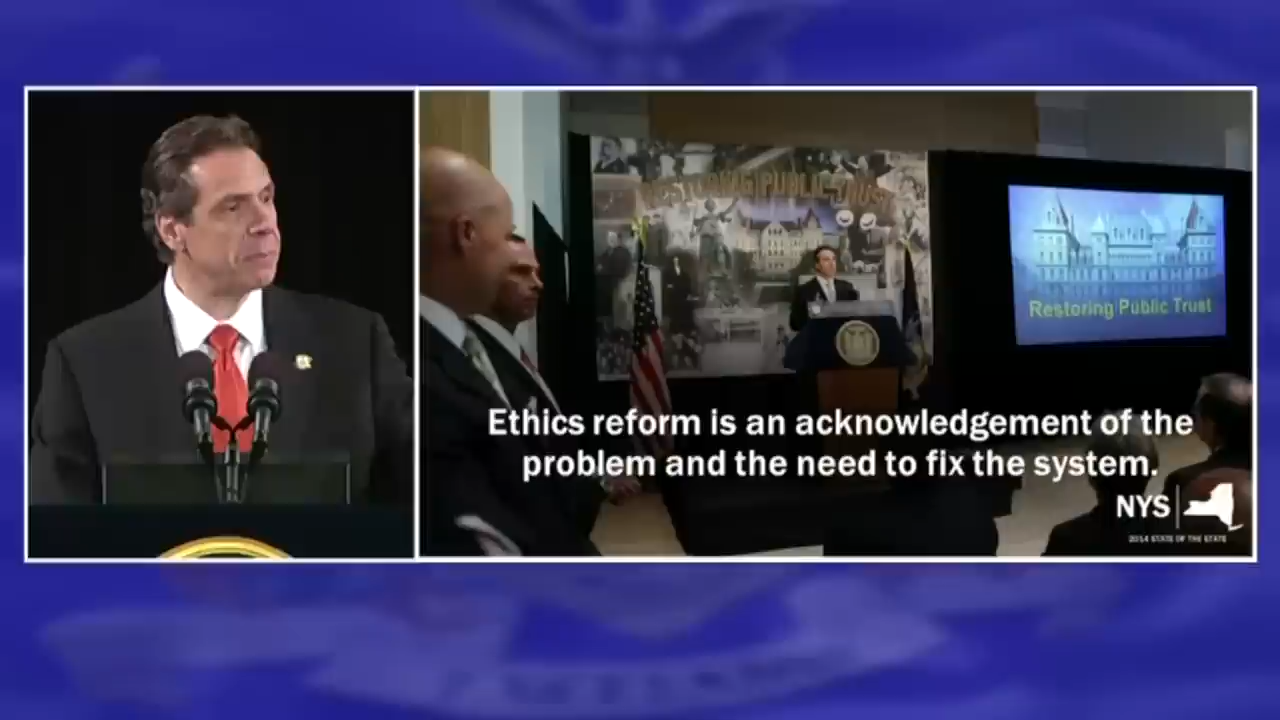 RESTORING PUBLIC TRUST
Restoring Public Trust
Ethics reform is an acknowledgement of the
problem and the need to fix the system.
NYS
2014 STATE OF THE STATE